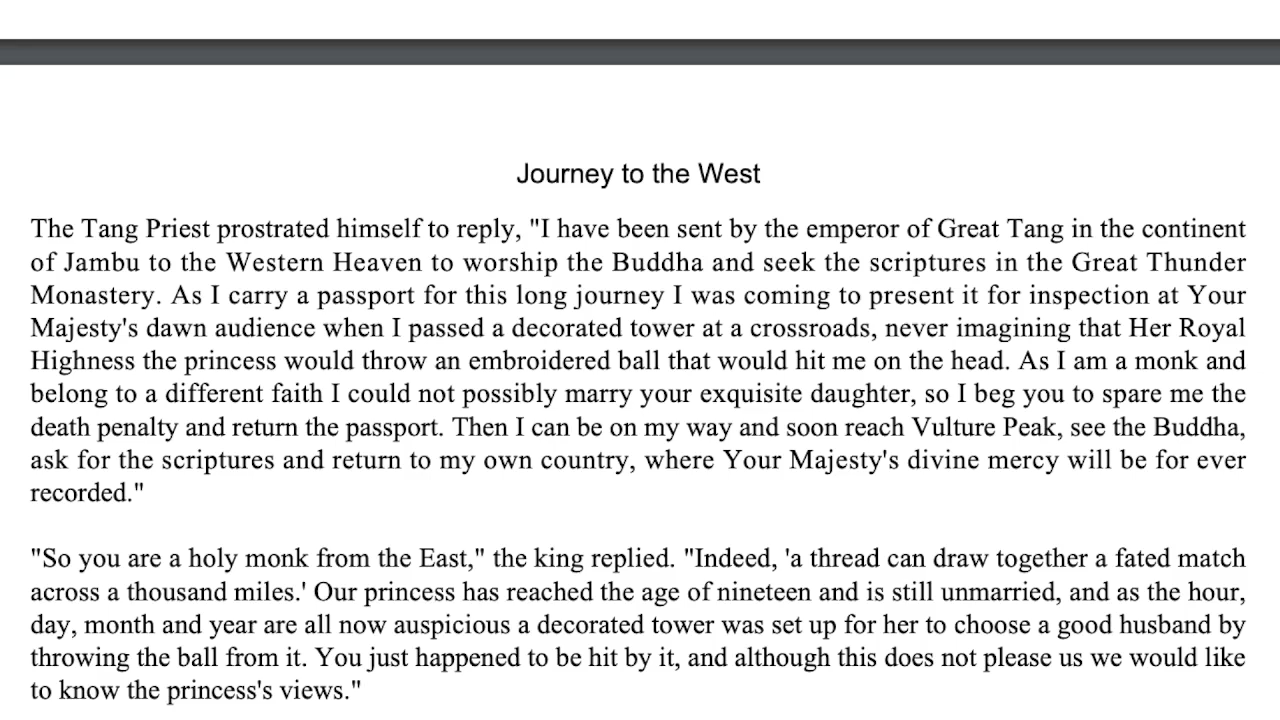 Journey to the West
The Tang Priest prostrated himself to reply, "I have been sent by the emperor of Great Tang in the continent
of Jambu to the Western Heaven to worship the Buddha and seek the scriptures in the Great Thunder
Monastery. As I carry a passport for this long journey I was coming to present it for inspection at Your
Majesty's dawn audience when I passed a decorated tower at a crossroads, never imagining that Her Royal
Highness the princess would throw an embroidered ball that would hit me on the head. As I am a monk and
belong to a different faith I could not possibly marry your exquisite daughter, so I beg you to spare me the
death penalty and return the passport. Then I can be on my way and soon reach Vulture Peak, see the Buddha,
ask for the scriptures and return to my own country, where Your Majesty's divine mercy will be for ever
recorded."
"So you are a holy monk from the East," the king replied. "Indeed, 'a thread can draw together a fated match
across a thousand miles.' Our princess has reached the age of nineteen and is still unmarried, and as the hour,
day, month and year are all now auspicious a decorated tower was set up for her to choose a good husband by
throwing the ball from it. You just happened to be hit by it, and although this does not please us we would like
to know the princess's views."